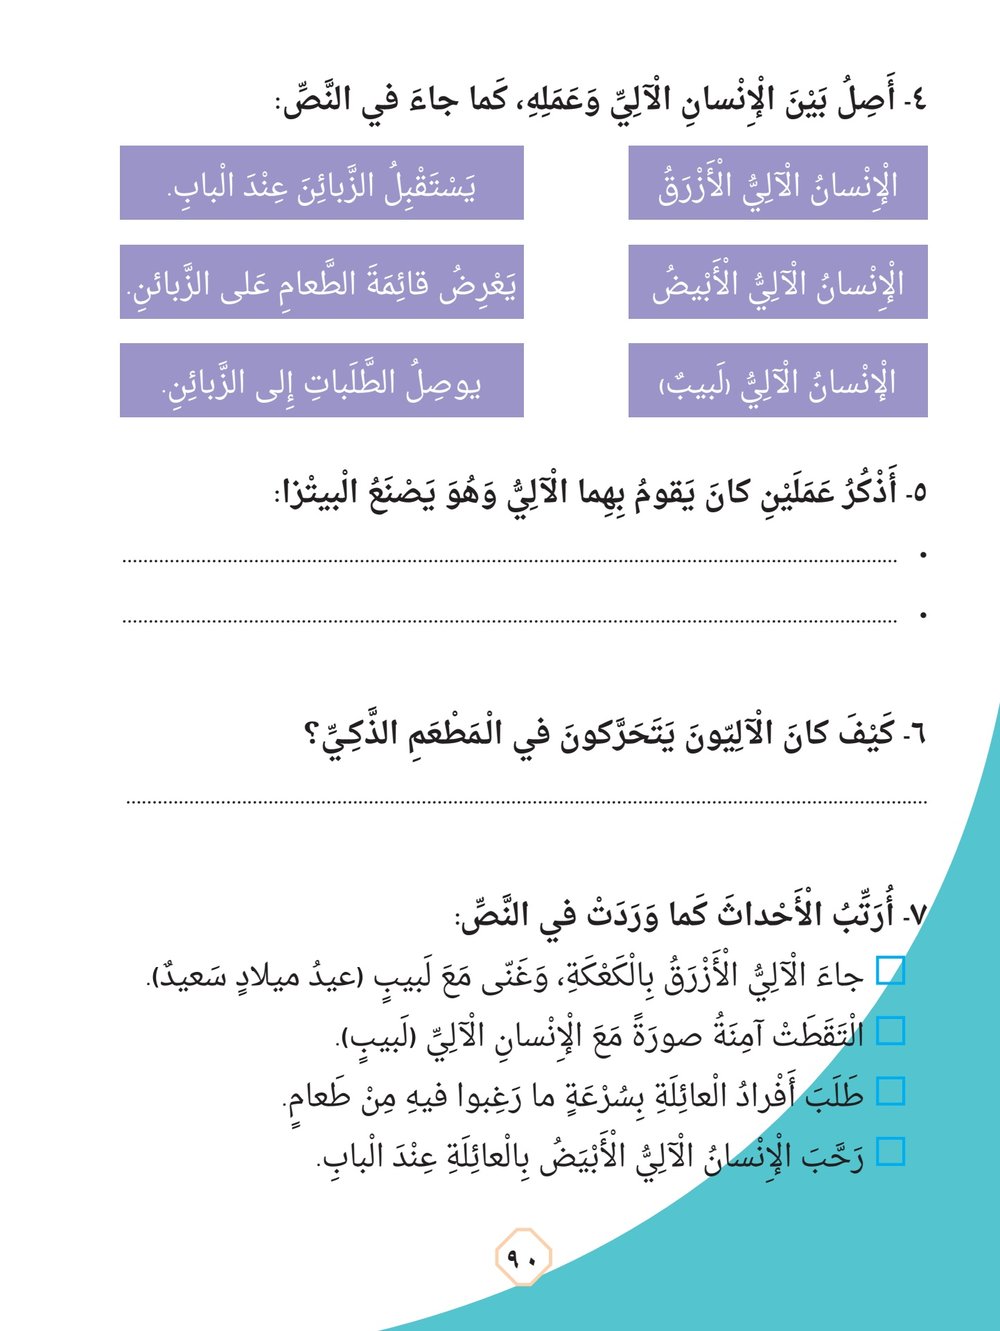 ٤- أَصِلُ بَيْنَ الْإِنْسانِ الْآلِيِّ وَعَمَلِهِ، كَما جاءَ في النَّصِّ:
الْإِنْسانُ الْآلِيُّ الْأَزْرَقُ يَسْتَقْبِلُ الزَّبائِنَ عِنْدَ الْبابِ.
الْإِنْسانُ الْآلِيُّ الْأَبْيضُ يَعْرِضُ قائِمَةَ الطَّعامِ عَلى الزَّبائنِ.
الْإِنْسانُ الْآلِيُّ (لَبيبٌ) يوصِلُ الطَّلَباتِ إِلى الزَّبائِنِ.
٥- أَذْكُرُ عَمَلَيْنِ كانَ يَقومُ بِهِما الْآلِيُّ وَهُوَ يَصْنَعُ الْبيتْزا:
٦- كَيْفَ كانَ الْآلِيّونَ يَتَحَرَّكونَ في الْمَطْعَمِ الذَّكِيِّ؟
٧- أُرَتِّبُ الْأَحْداثَ كَما وَرَدَتْ في النَّصِّ:
جاءَ الْآلِيُّ الْأَزْرَقُ بِالْكَعْكَةِ، وَغَنّى مَعَ لَبيبٍ (عيدُ ميلادٍ سَعيدٌ).
الْتَقَطَتْ آمِنَةُ صورَةً مَعَ الْإِنْسانِ الْآلِيِّ (لَبيبٍ).
طَلَبَ أَفْرادُ الْعائِلَةِ بِسُرْعَةٍ ما رَغِبوا فيهِ مِنْ طَعامٍ.
رَحَّبَ الْإِنْسانُ الْآلِيُّ الْأَبْيَضُ بِالْعائِلَةِ عِنْدَ الْبابِ.
٩٠